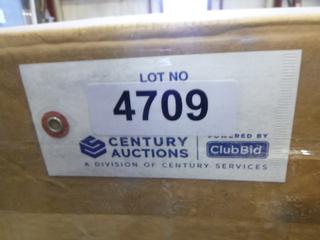 LOT NO
4709
CENTURY AUCTIONS
POWERED BY
ClubBid
A DIVISION OF CENTURY SERVICES